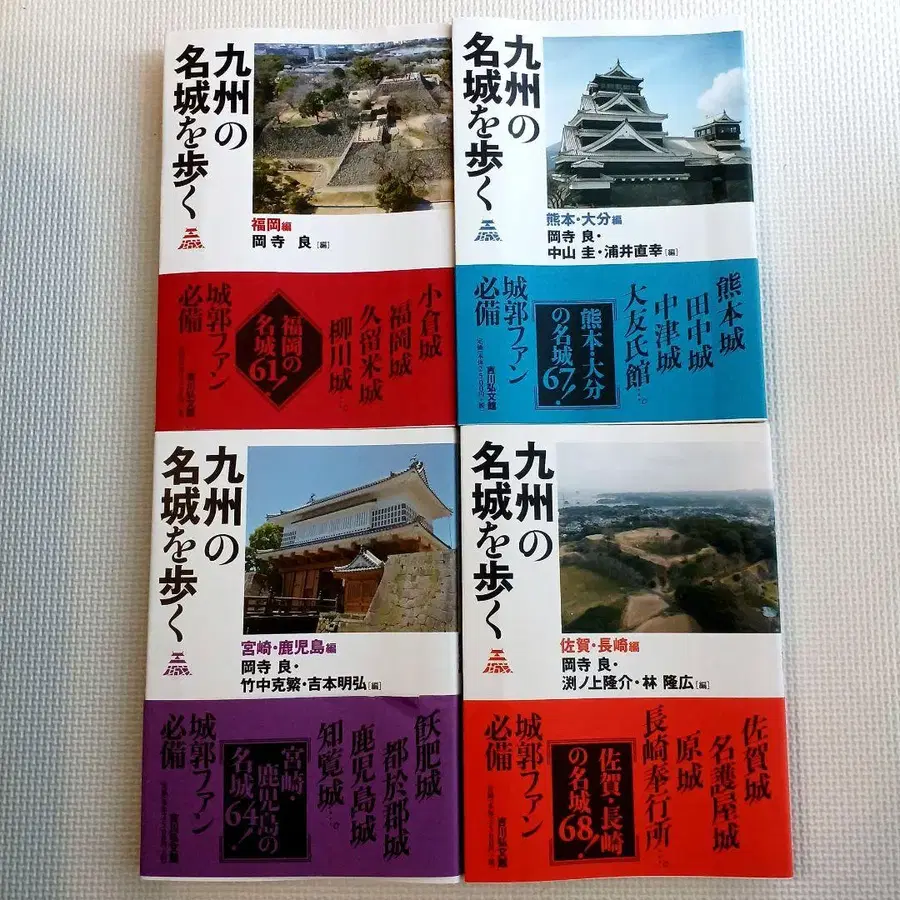 九州の
名城を歩く
福岡編
岡寺 良[編]
小倉城
福岡城
久留米城
柳川城…。
福岡の
名城61!
城郭ファン
必備
吉川弘文館
九州の
名城を歩く
熊本・大分編
岡寺 良・
中山 圭・浦井直幸[編]
熊本城
田中城
中津城
大友氏館…。
熊本・大分
の名城67!
城郭ファン
必備
吉川弘文館
九州の
名城を歩く
宮崎・鹿児島編
岡寺 良・
竹中克繁・吉本明弘[編]
飫肥城
都於郡城
鹿児島城
知覧城…。
宮崎・
鹿児島の
名城64!
城郭ファン
必備
吉川弘文館
九州の
名城を歩く
佐賀・長崎編
岡寺 良・
渕ノ上隆介・林 隆広[編]
佐賀城
名護屋城
原城
長崎奉行所…。
佐賀・長崎
の名城68!
城郭ファン
必備
吉川弘文館